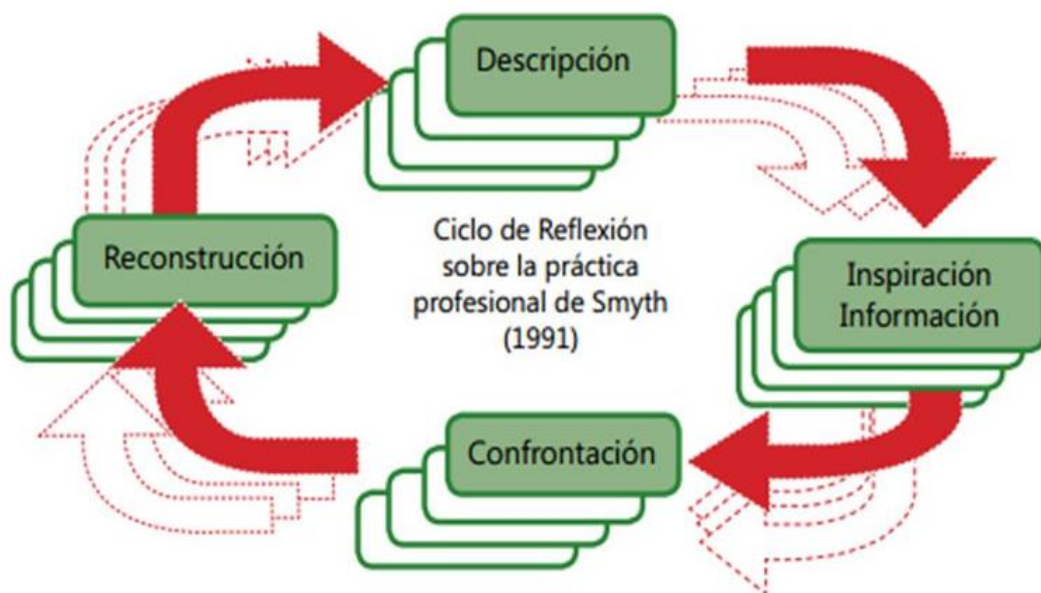 Descripción
Ciclo de Reflexión
sobre la práctica
profesional de Smyth
(1991)
Reconstrucción
Inspiración
Información
Confrontación